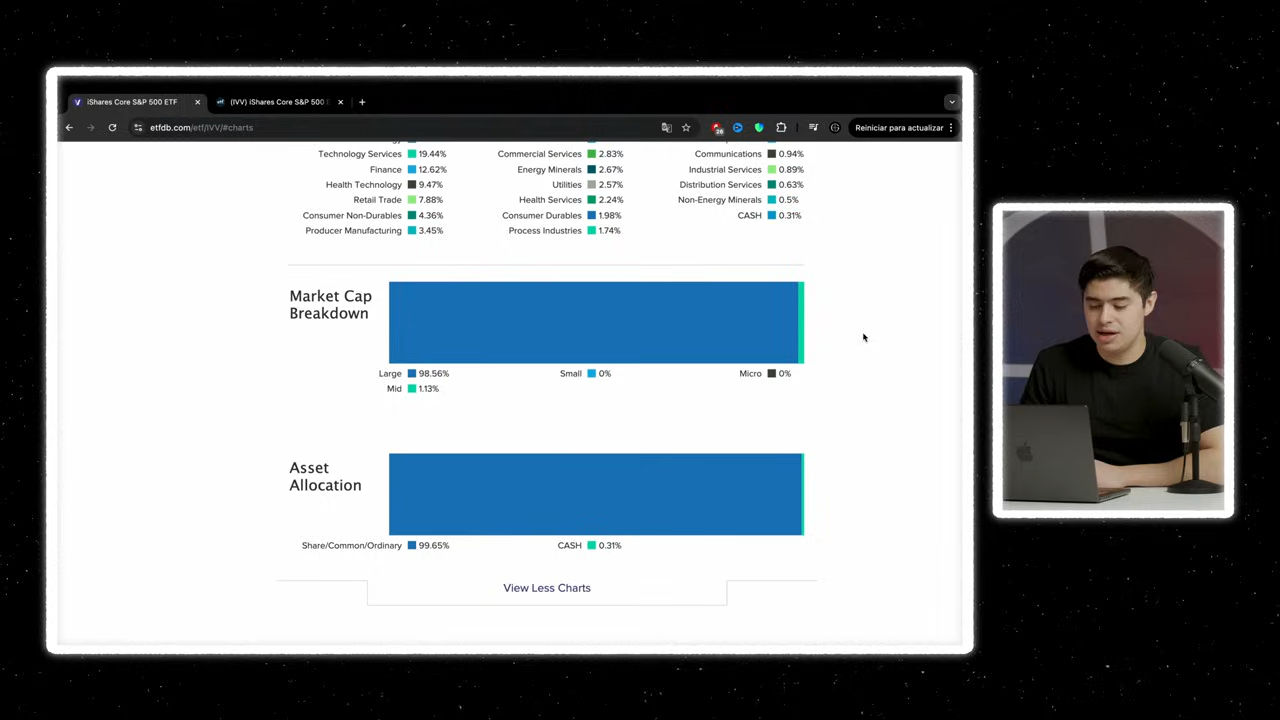 iShares Core S&P 500 ETF
(IVV) iShares Core S&P 500 E
etfdb.com/etf/IVV/#charts
26
Reiniciar para actualizar
Technology Services 19.44% Commercial Services 2.83% Communications 0.94%
Finance 12.62% Energy Minerals 2.67% Industrial Services 0.89%
Health Technology 9.47% Utilities 2.57% Distribution Services 0.63%
Retail Trade 7.88% Health Services 2.24% Non-Energy Minerals 0.5%
Consumer Non-Durables 4.36% Consumer Durables 1.98% CASH 0.31%
Producer Manufacturing 3.45% Process Industries 1.74%
Market Cap
Breakdown
Large 98.56% Small 0% Micro 0%
Mid 1.13%
Asset
Allocation
Share/Common/Ordinary 99.65% CASH 0.31%
View Less Charts